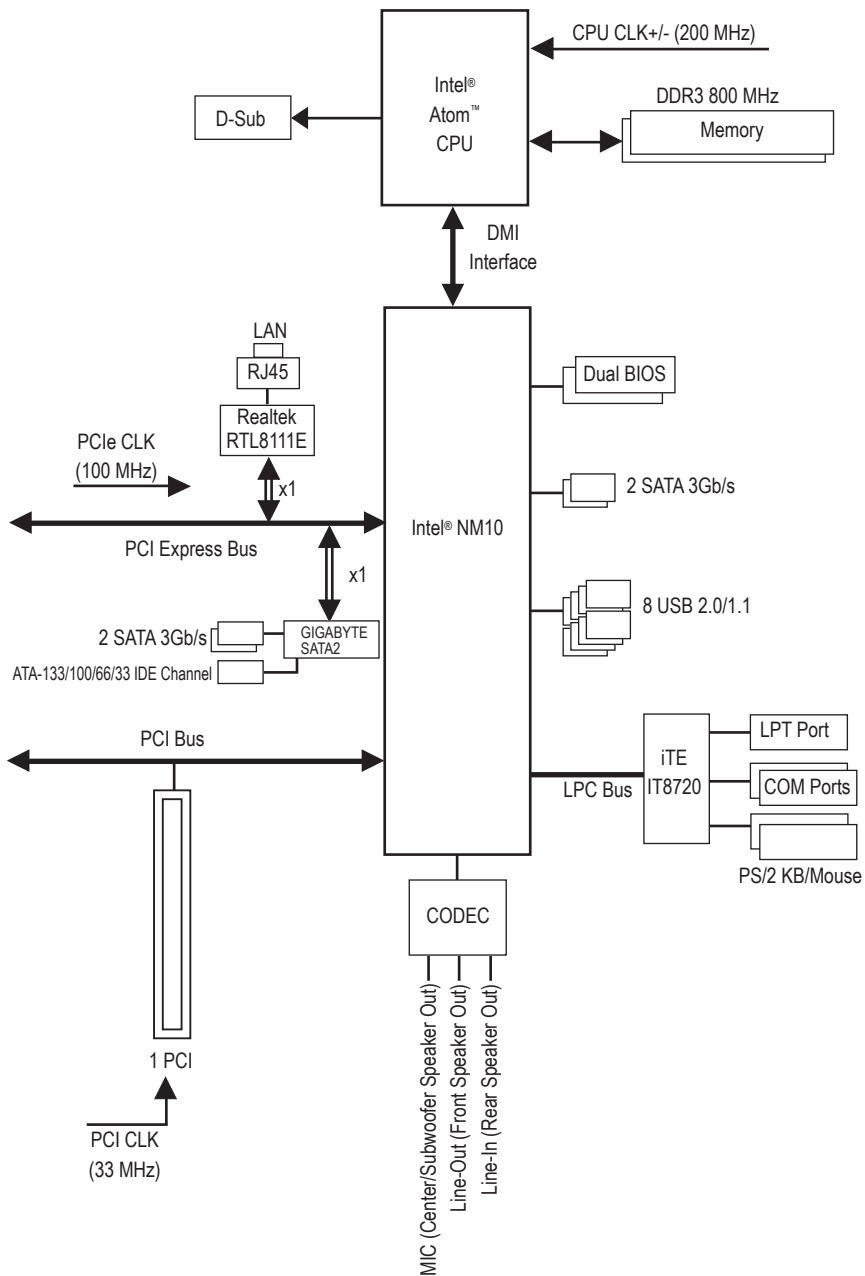 CPU CLK+/- (200 MHz)
Intel®
Atom™
CPU
D-Sub
DDR3 800 MHz
Memory
DMI
Interface
LAN
RJ45
Realtek
RTL8111E
PCIe CLK
(100 MHz)
x1
PCI Express Bus
x1
2 SATA 3Gb/s
GIGABYTE
SATA2
ATA-133/100/66/33 IDE Channel
Intel® NM10
Dual BIOS
2 SATA 3Gb/s
8 USB 2.0/1.1
PCI Bus
LPC Bus
iTE
IT8720
LPT Port
COM Ports
PS/2 KB/Mouse
CODEC
1 PCI
PCI CLK
(33 MHz)
MIC (Center/Subwoofer Speaker Out)
Line-Out (Front Speaker Out)
Line-In (Rear Speaker Out)